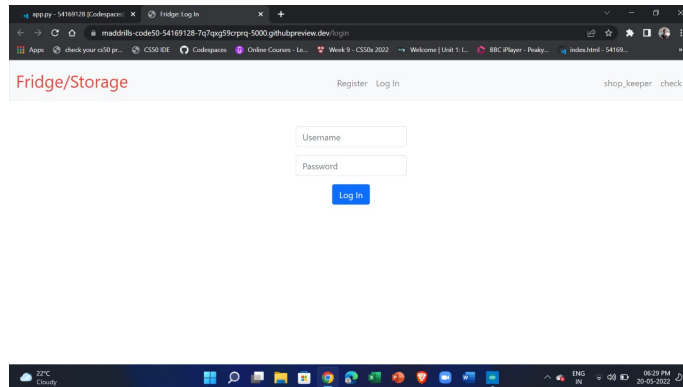 app.py - 54169128 [Codespaces]
Fridge: Log In
maddrills-code50-54169128-7q7qxg59crprq-5000.githubpreview.dev/login
Apps check your cs50 pr... CS50 IDE Codespaces Online Courses - Le... Week 9 - CS50x 2022 Welcome | Unit 1: I... BBC iPlayer - Peaky... index.html - 54169... »
Fridge/Storage Register Log In shop_keeper check
Username
Password
Log In
22°C ENG 06:29 PM
Cloudy IN 20-05-2022